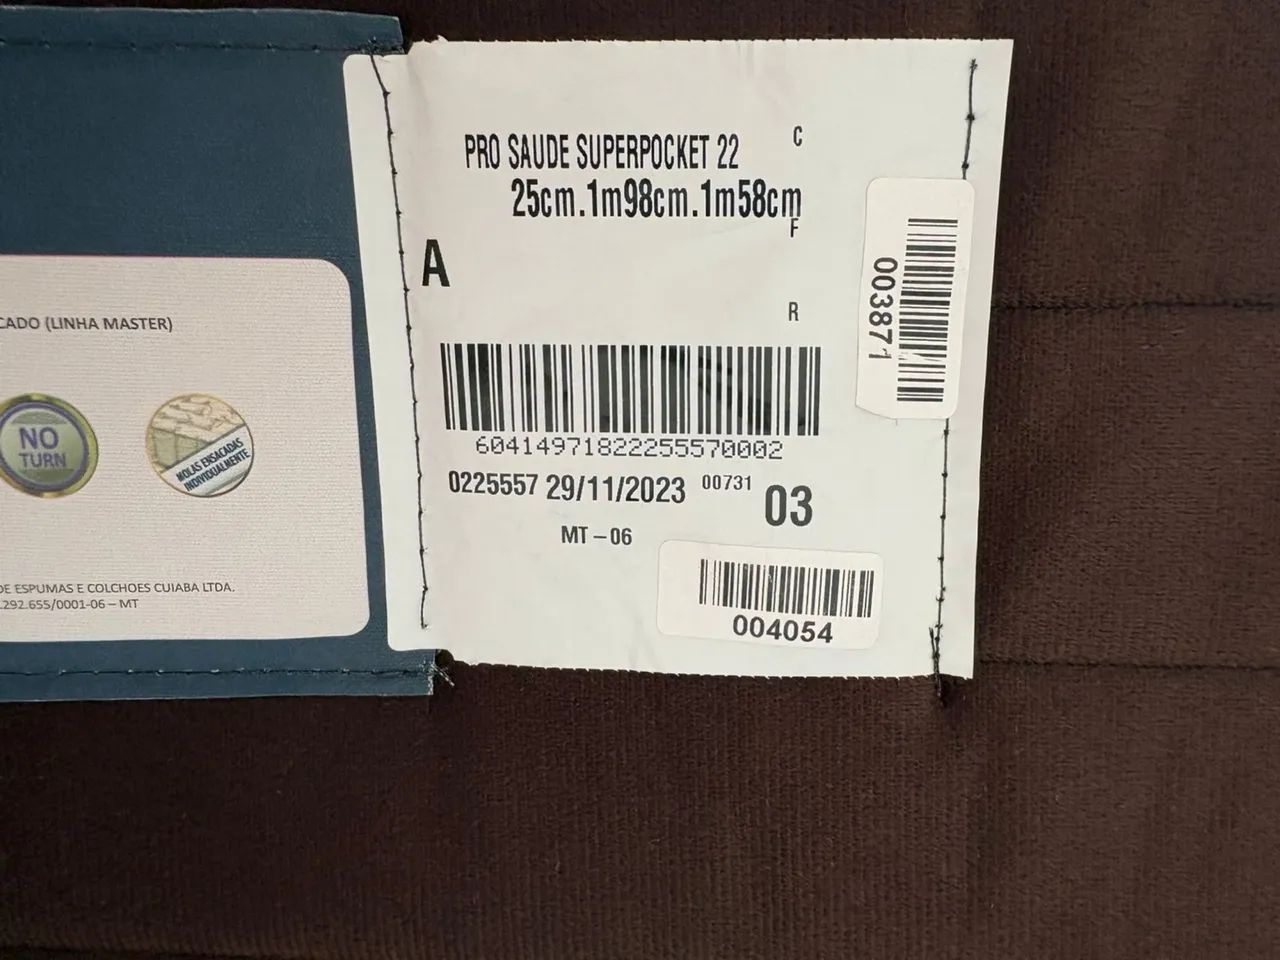 PRO SAUDE SUPERPOCKET 22
C
25cm.1m98cm.1m58cm
F
A
R
003871
60414971822255570002
0225557 29/11/2023 00731 03
MT-06
004054
CADO (LINHA MASTER)
NO
TURN
MOLAS ENSACADAS
INDIVIDUALMENTE
DE ESPUMAS E COLCHOES CUIABA LTDA.
.292.655/0001-06 – MT